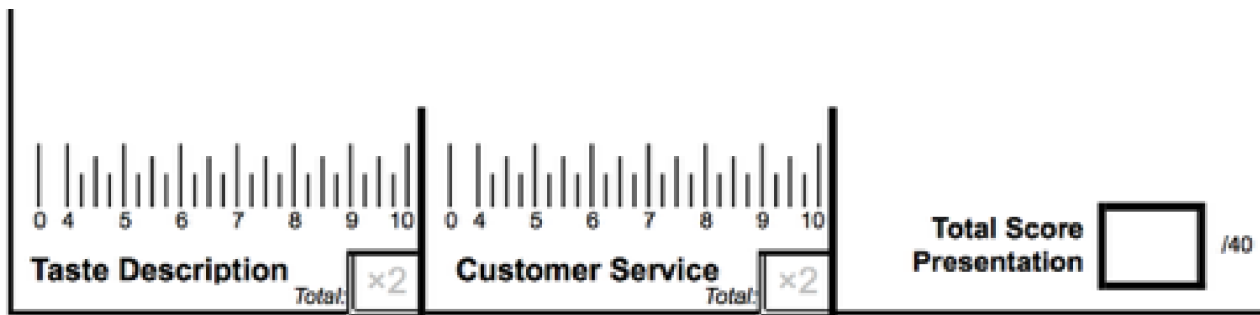 0 4 5 6 7 8 9 10
0 4 5 6 7 8 9 10
Taste Description
Total: ×2
Customer Service
Total: ×2
Total Score
Presentation
/40